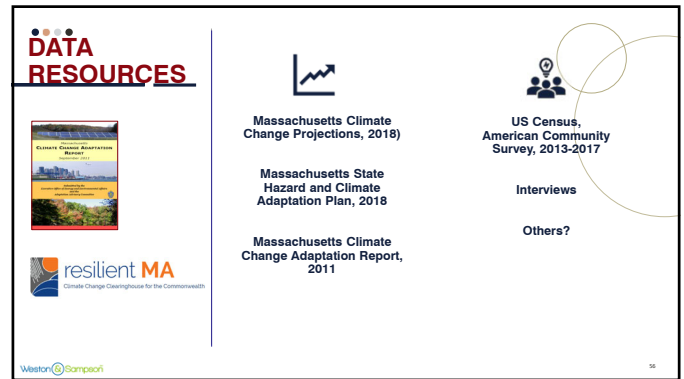 DATA
RESOURCES
Massachusetts
CLIMATE CHANGE ADAPTATION
REPORT
September 2011
resilient MA
Climate Change Clearinghouse for the Commonwealth
Massachusetts Climate
Change Projections, 2018)
Massachusetts State
Hazard and Climate
Adaptation Plan, 2018
Massachusetts Climate
Change Adaptation Report,
2011
US Census,
American Community
Survey, 2013-2017
Interviews
Others?
Weston & Sampson
56